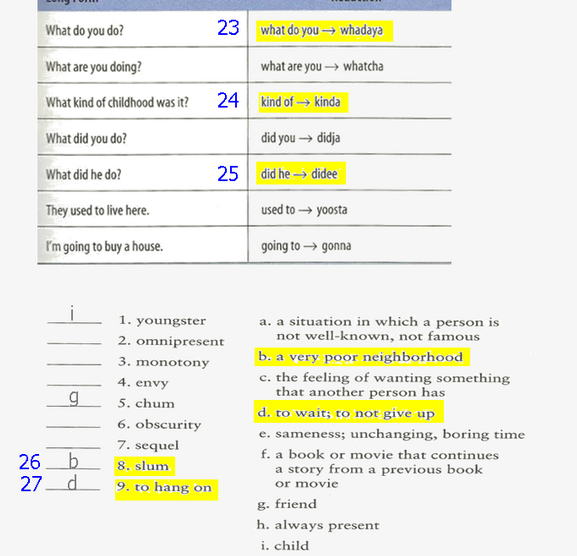 What do you do? 23 what do you → whadaya
What are you doing? what are you → whatcha
What kind of childhood was it? 24 kind of → kinda
What did you do? did you → didja
What did he do? 25 did he → didee
They used to live here. used to → yoosta
I'm going to buy a house. going to → gonna
i 1. youngster
2. omnipresent
3. monotony
4. envy
g 5. chum
6. obscurity
7. sequel
26 b 8. slum
27 d 9. to hang on
a. a situation in which a person is
not well-known, not famous
b. a very poor neighborhood
c. the feeling of wanting something
that another person has
d. to wait; to not give up
e. sameness; unchanging, boring time
f. a book or movie that continues
a story from a previous book
or movie
g. friend
h. always present
i. child